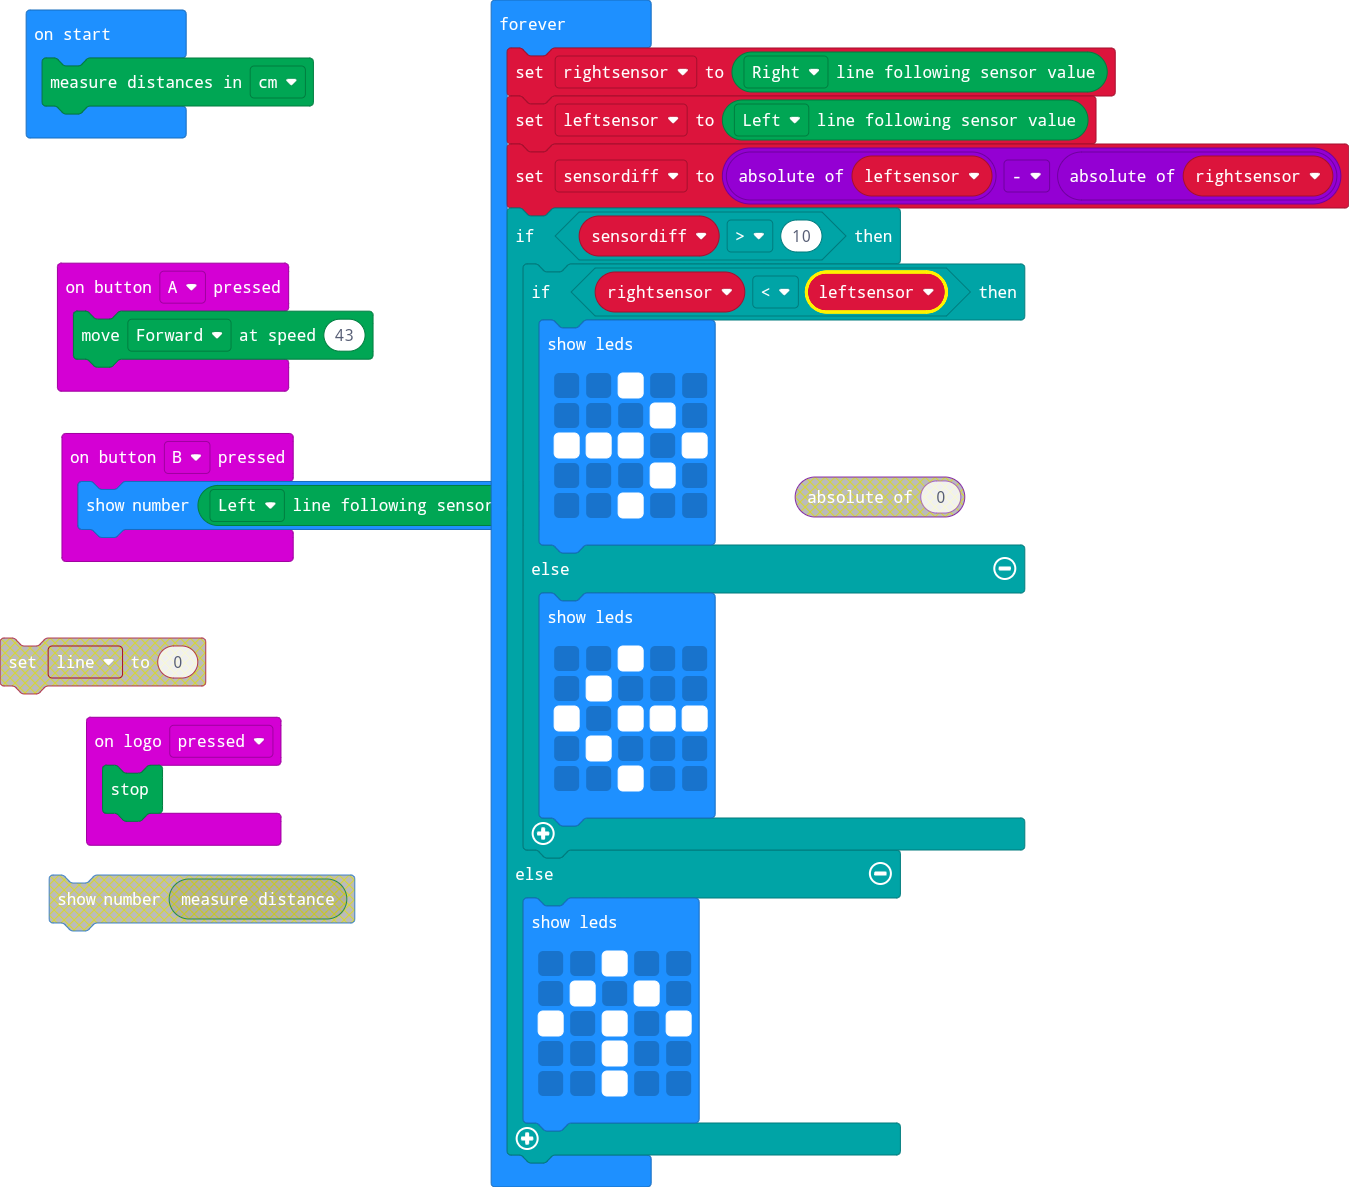 on start
measure distances in cm
on button A pressed
move Forward at speed 43
on button B pressed
show number Left line following sensor
set line to 0
on logo pressed
stop
show number measure distance
forever
set rightsensor to Right line following sensor value
set leftsensor to Left line following sensor value
set sensordiff to absolute of leftsensor - absolute of rightsensor
if sensordiff > 10 then
if rightsensor < leftsensor then
show leds
absolute of 0
else
show leds
else
show leds